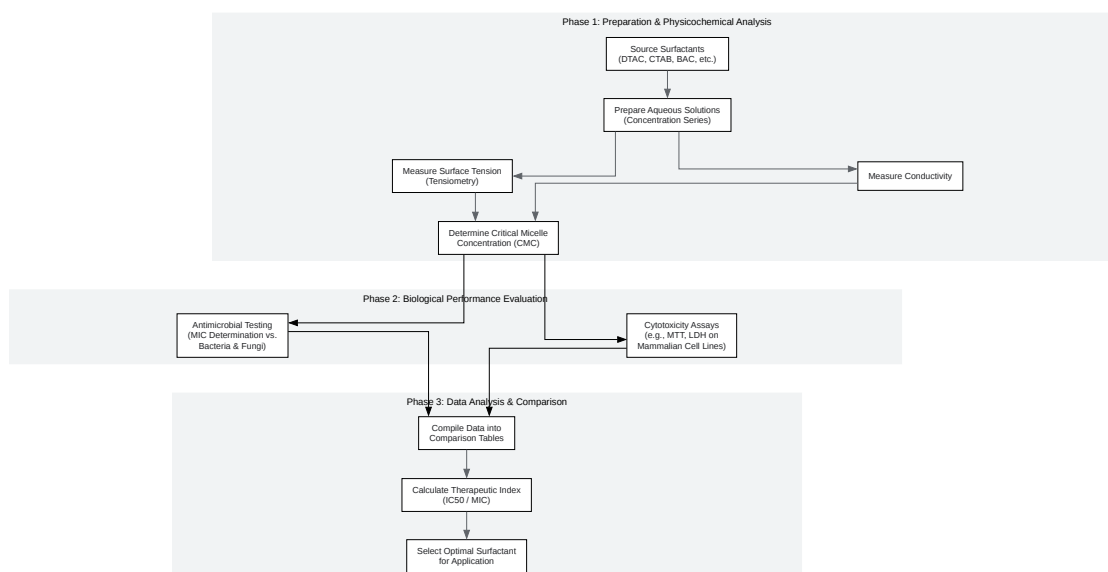 Phase 1: Preparation & Physicochemical Analysis
Source Surfactants
(DTAC, CTAB, BAC, etc.)
Prepare Aqueous Solutions
(Concentration Series)
Measure Surface Tension
(Tensiometry)
Measure Conductivity
Determine Critical Micelle
Concentration (CMC)
Phase 2: Biological Performance Evaluation
Antimicrobial Testing
(MIC Determination vs.
Bacteria & Fungi)
Cytotoxicity Assays
(e.g., MTT, LDH on
Mammalian Cell Lines)
Phase 3: Data Analysis & Comparison
Compile Data into
Comparison Tables
Calculate Therapeutic Index
(IC50 / MIC)
Select Optimal Surfactant
for Application